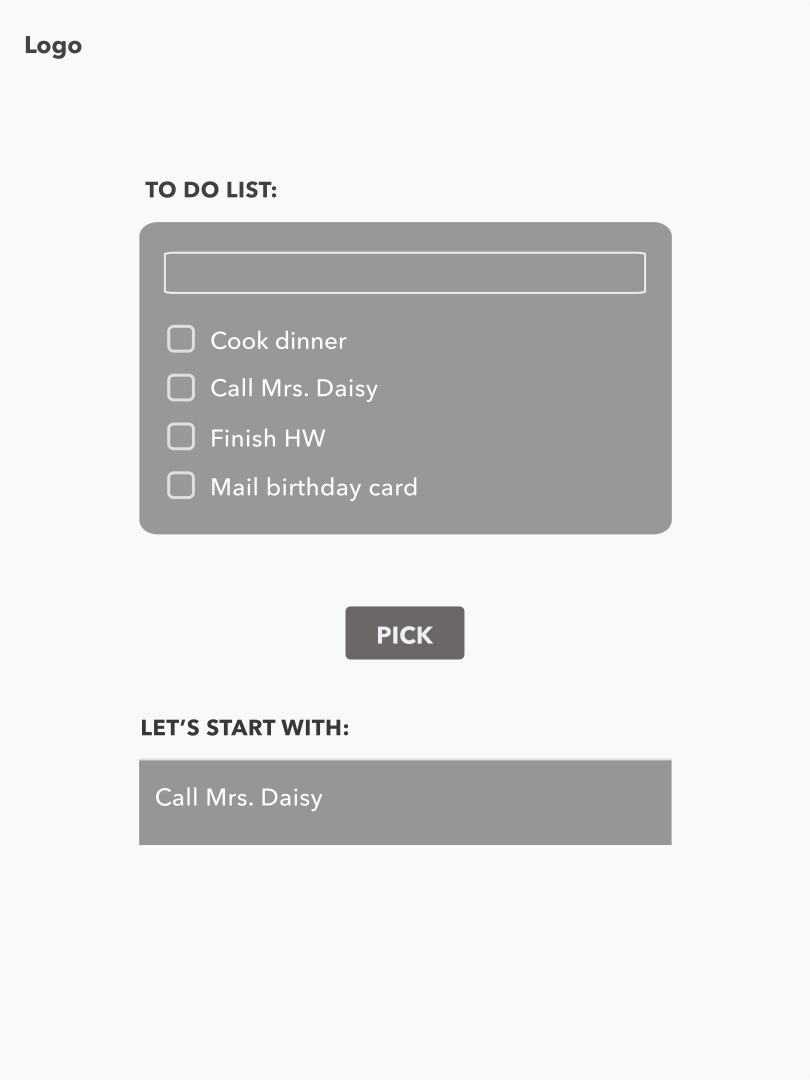 Logo
TO DO LIST:
Cook dinner
Call Mrs. Daisy
Finish HW
Mail birthday card
PICK
LET’S START WITH:
Call Mrs. Daisy